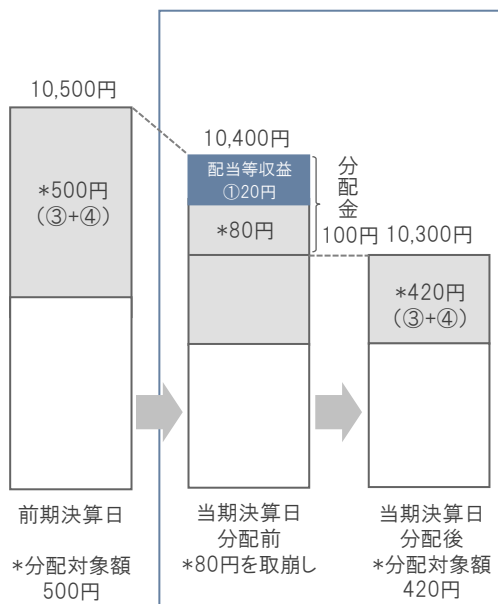 10,500円
*500円
(③+④)
前期決算日
*分配対象額
500円
10,400円
配当等収益
①20円
*80円
分配金
100円
当期決算日
分配前
*80円を取崩し
10,300円
*420円
(③+④)
当期決算日
分配後
*分配対象額
420円